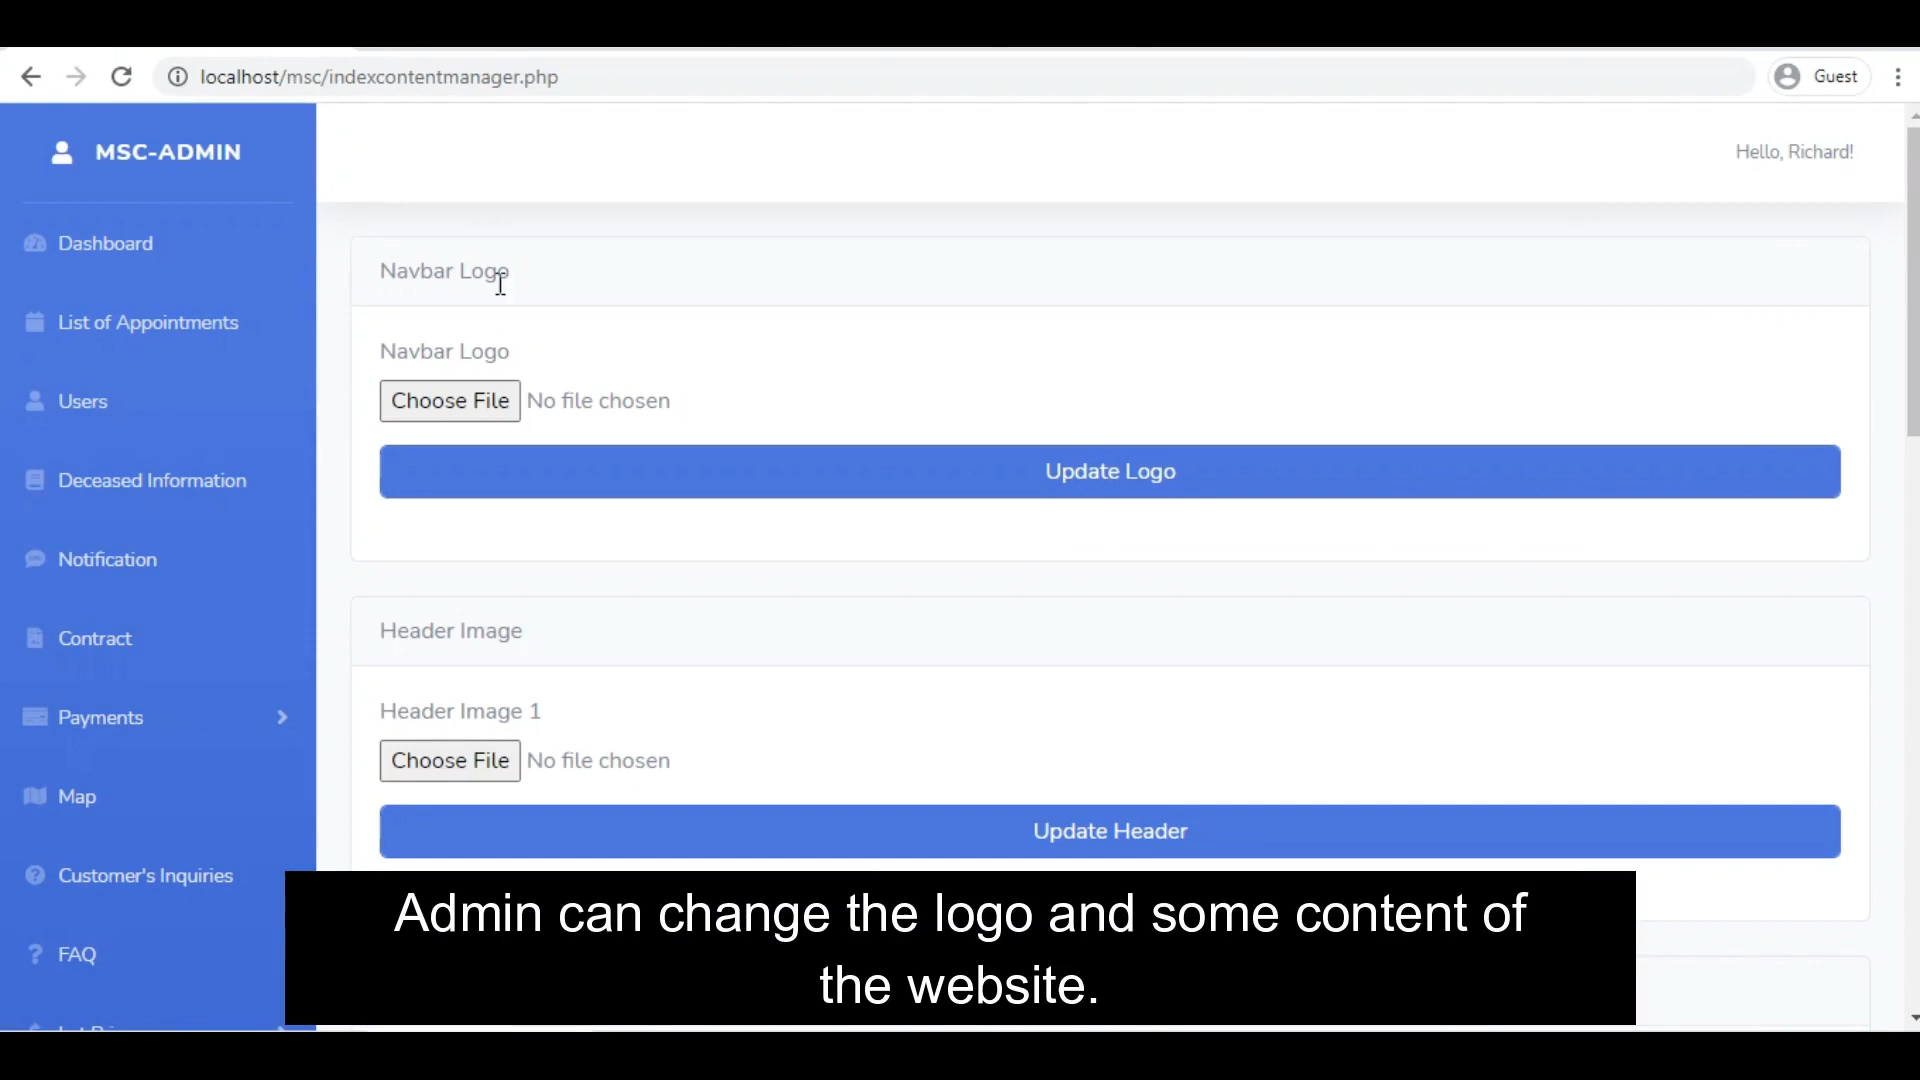 localhost/msc/indexcontentmanager.php
Guest
MSC-ADMIN
Hello, Richard!
Dashboard
List of Appointments
Users
Deceased Information
Notification
Contract
Payments
Map
Customer's Inquiries
FAQ
Navbar Logo
Navbar Logo
Choose File No file chosen
Update Logo
Header Image
Header Image 1
Choose File No file chosen
Update Header
Admin can change the logo and some content of
the website.